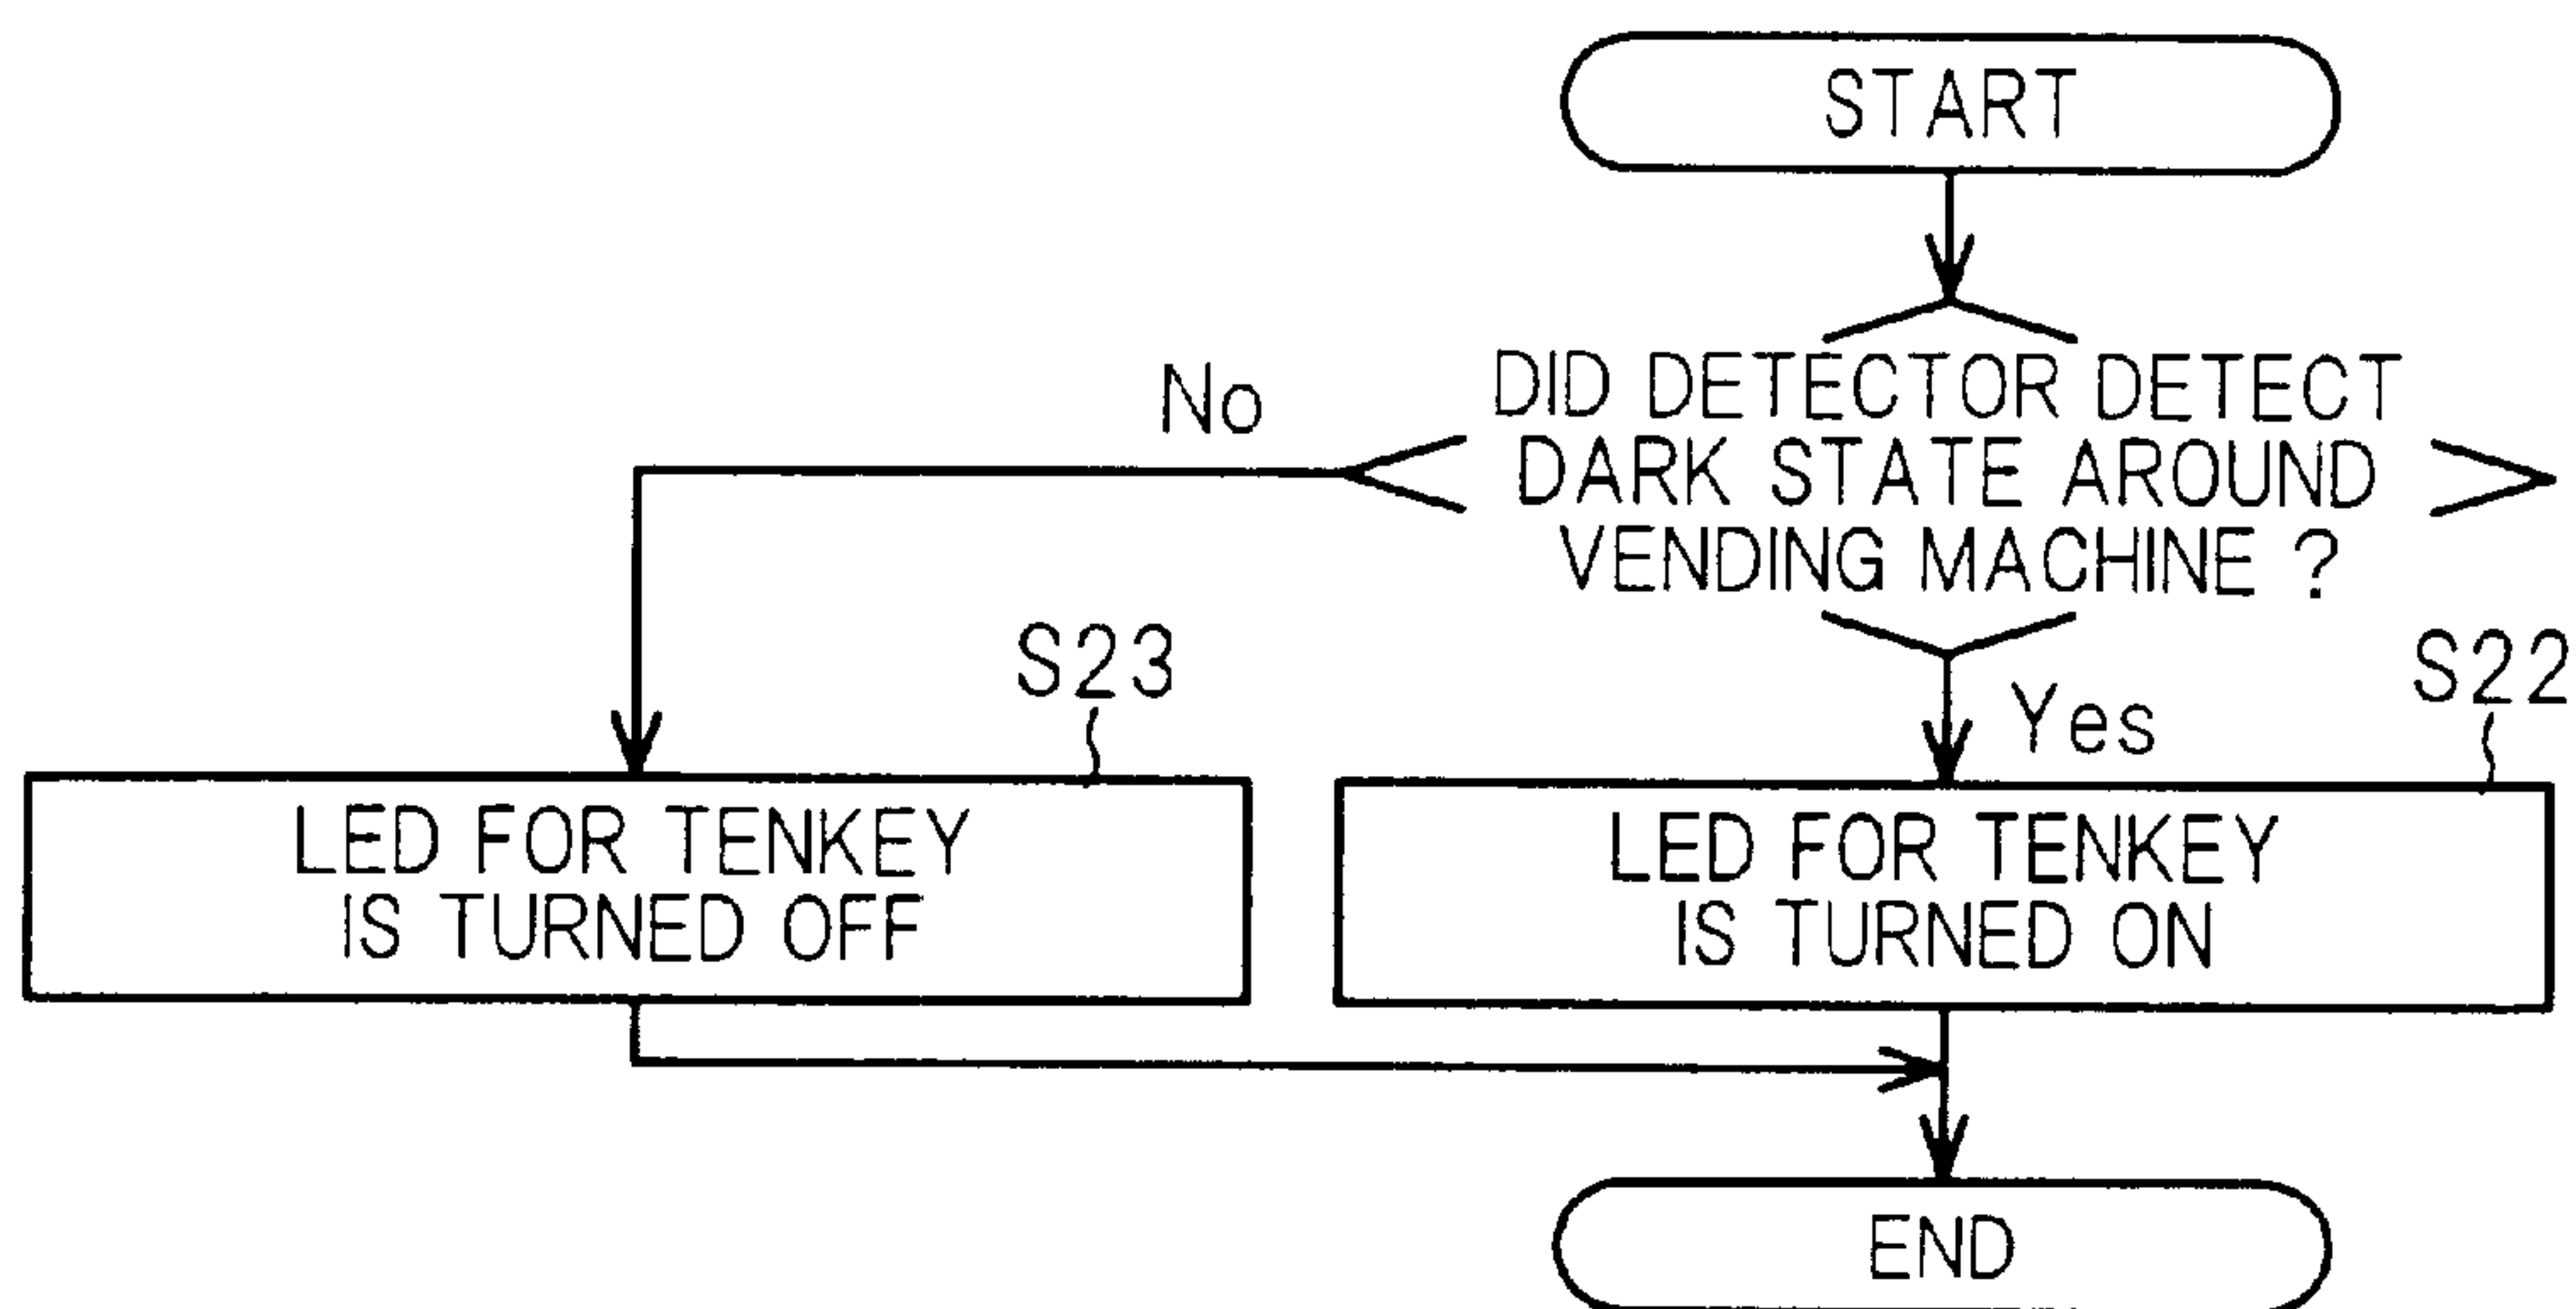 START
DID DETECTOR DETECT
DARK STATE AROUND
VENDING MACHINE ?
No
Yes
S23
S22
LED FOR TENKEY
IS TURNED OFF
LED FOR TENKEY
IS TURNED ON
END